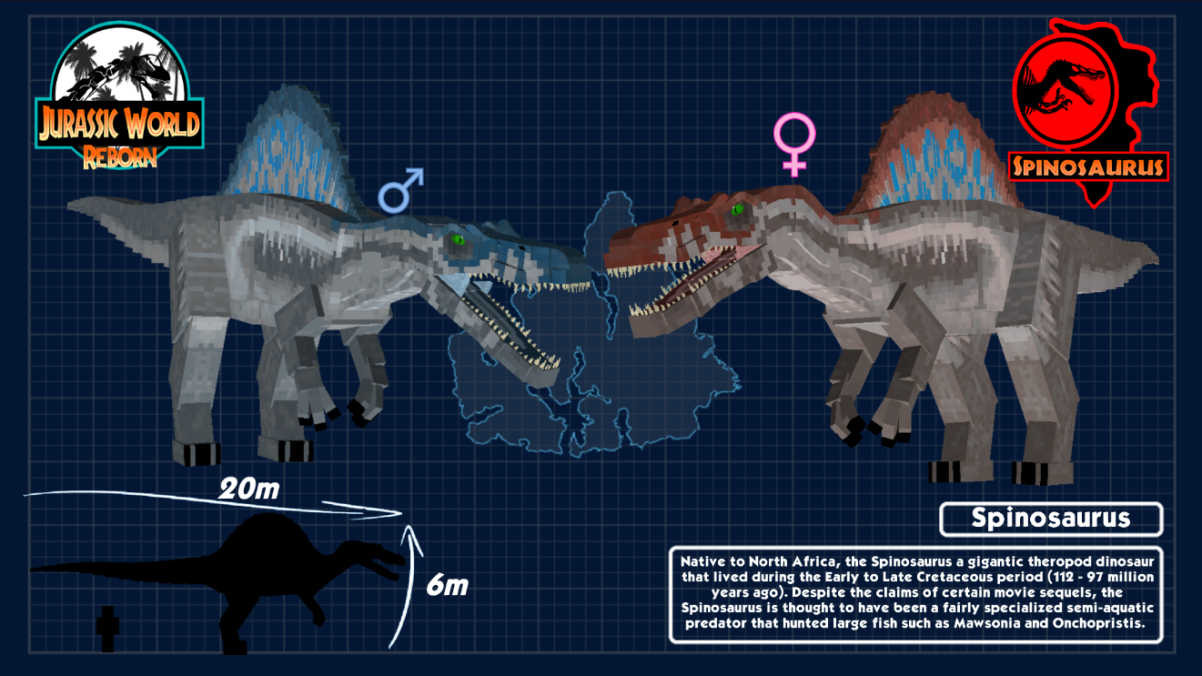 JURASSIC WORLD
REBORN
SPINOSAURUS
20m
6m
Spinosaurus
Native to North Africa, the Spinosaurus a gigantic theropod dinosaur
that lived during the Early to Late Cretaceous period (112 - 97 million
years ago). Despite the claims of certain movie sequels, the
Spinosaurus is thought to have been a fairly specialized semi-aquatic
predator that hunted large fish such as Mawsonia and Onchopristis.